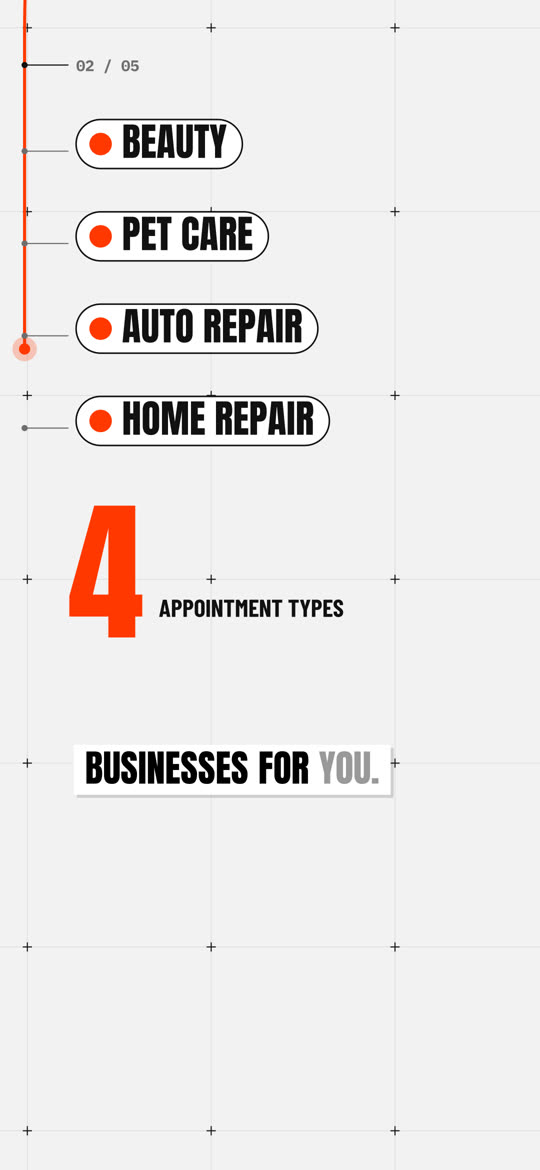 02 / 05
BEAUTY
PET CARE
AUTO REPAIR
HOME REPAIR
4 APPOINTMENT TYPES
BUSINESSES FOR YOU.